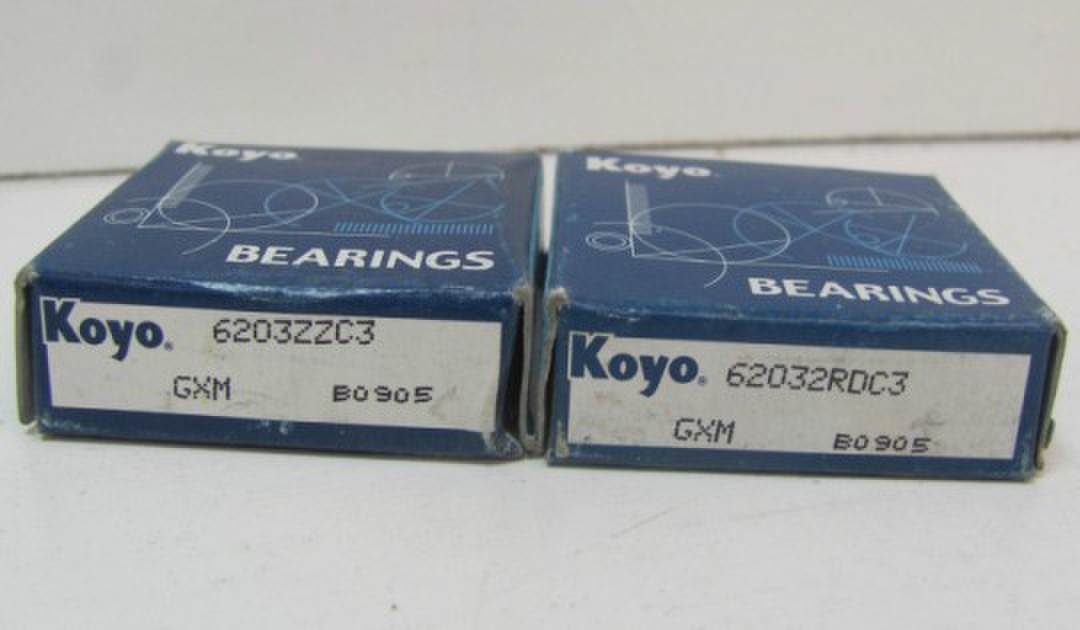 Koyo
BEARINGS
Koyo®
6203ZZC3
GXM B0905
Koyo
BEARINGS
Koyo®
62032RDC3
GXM B0905